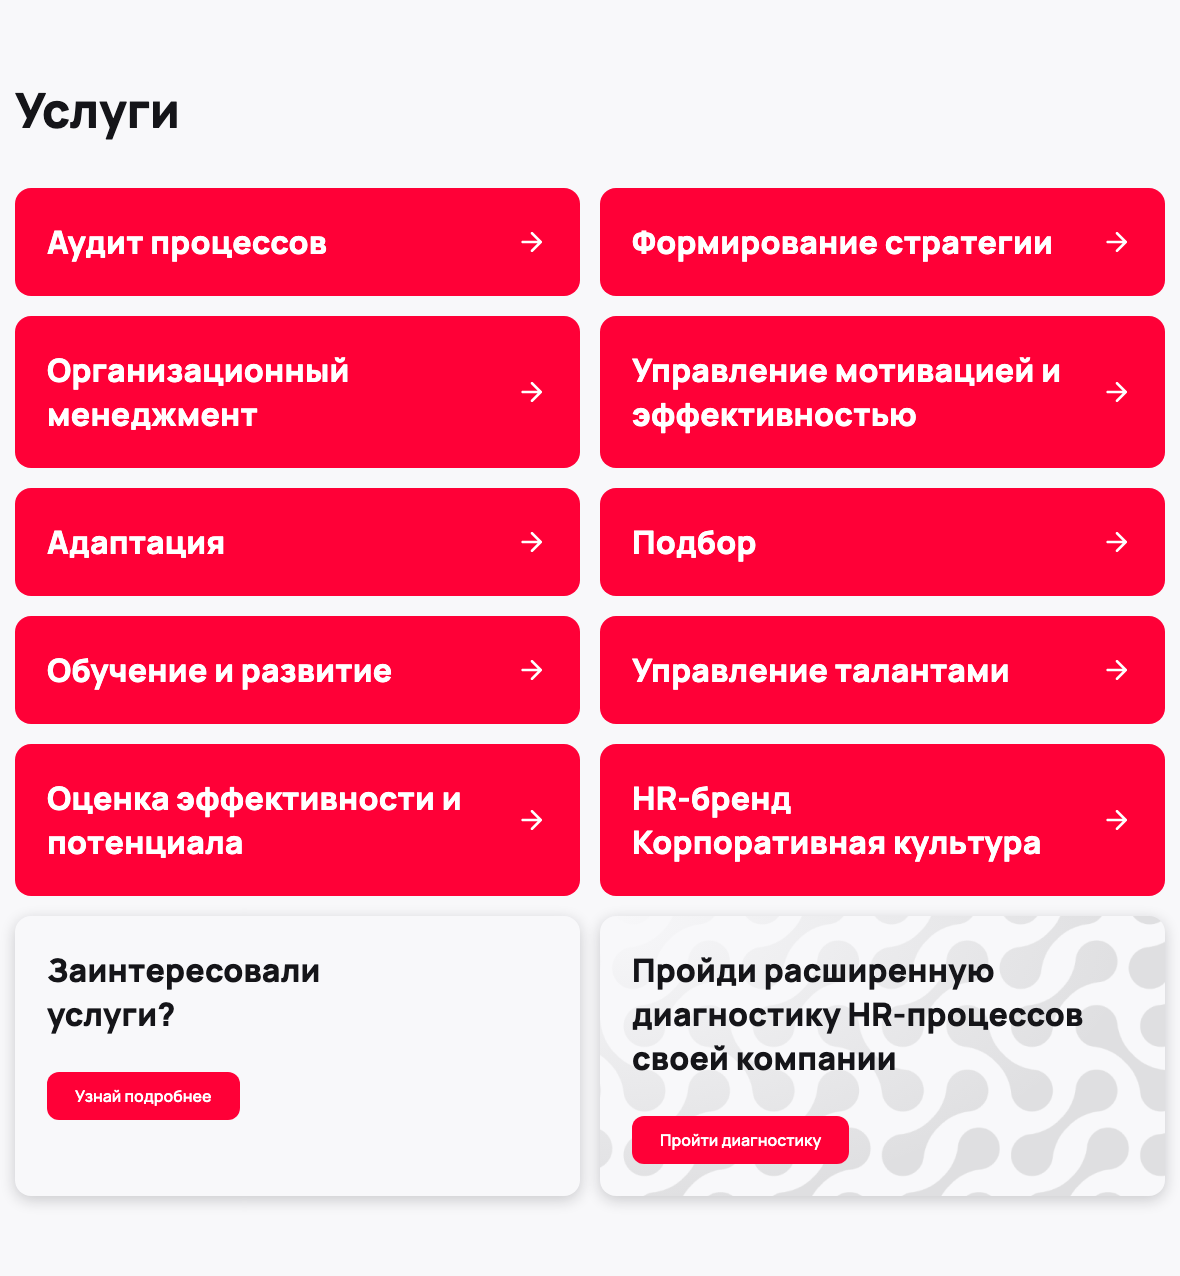 Услуги
Аудит процессов
Формирование стратегии
Организационный
менеджмент
Управление мотивацией и
эффективностью
Адаптация
Подбор
Обучение и развитие
Управление талантами
Оценка эффективности и
потенциала
HR-бренд
Корпоративная культура
Заинтересовали
услуги?
Узнай подробнее
Пройди расширенную
диагностику HR-процессов
своей компании
Пройти диагностику